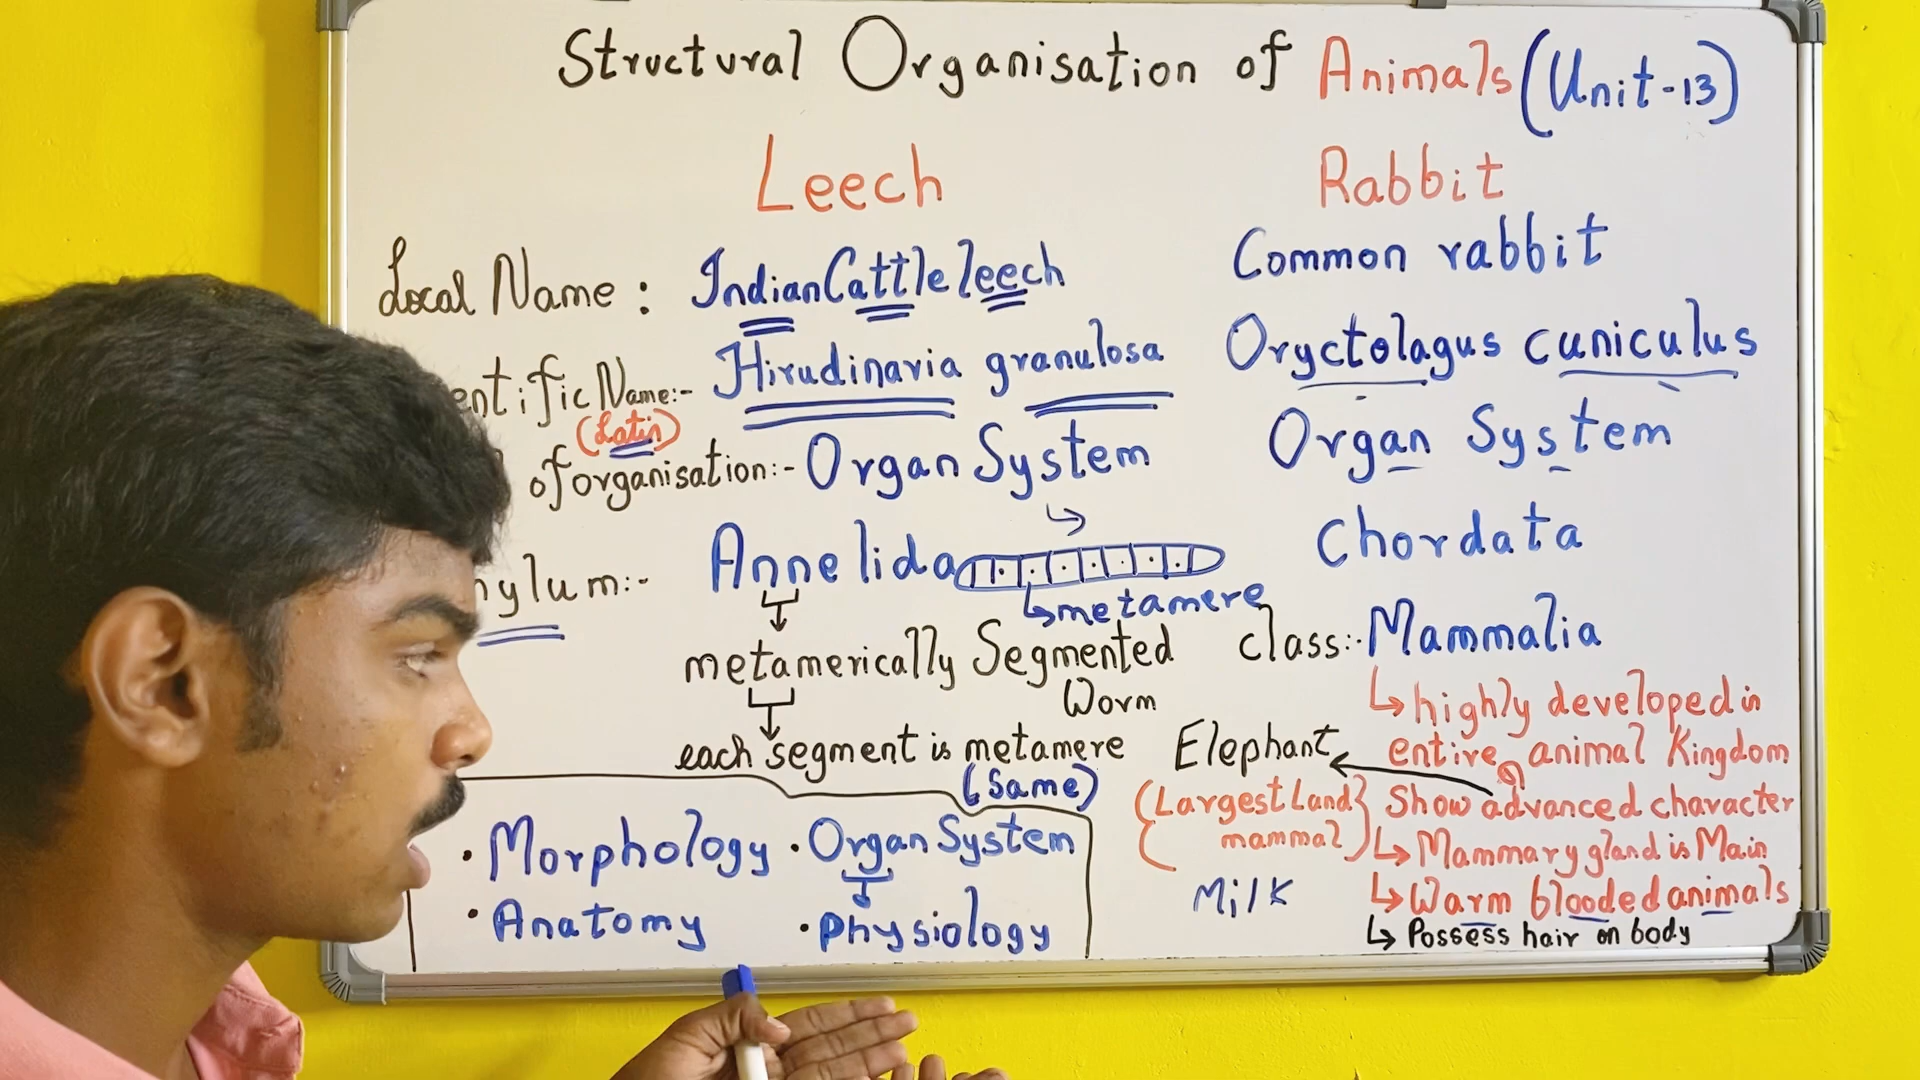 Structural Organisation of Animals (Unit-13)
Leech
Rabbit
Local Name : Indian Cattle leech
Common rabbit
entific Name:- Hirudinaria granulosa
Oryctolagus cuniculus
(Latin)
of organisation:- Organ System
Organ System
hylum:- Annelida
Chordata
metamere
metamerically Segmented
Worm
class:- Mammalia
each segment is metamere
(Same)
highly developed in
entire animal Kingdom
Elephant
(Largest Land
mammal)
Show advanced character
Mammary gland is Main
Milk
Warm blooded animals
Possess hair on body
• Morphology • Organ System
• Anatomy • Physiology